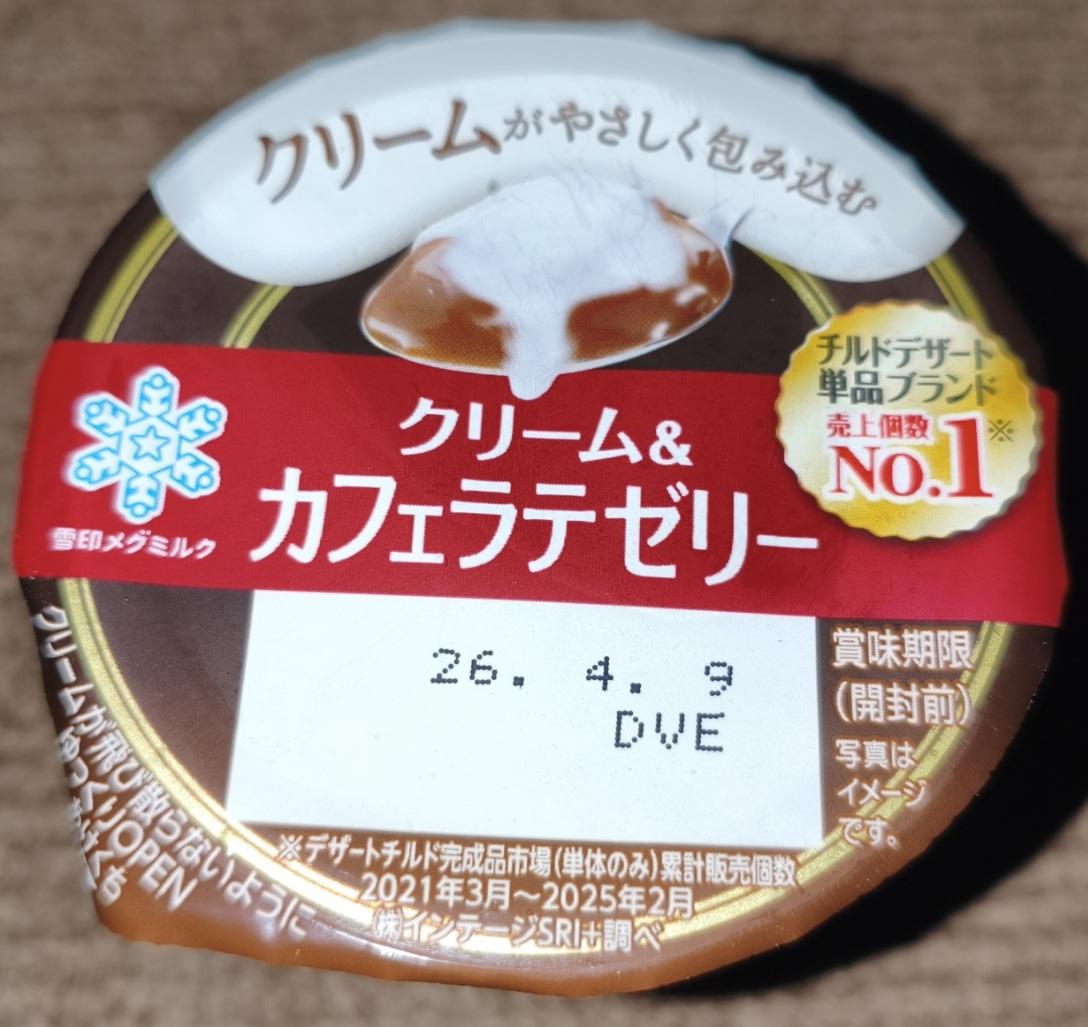 クリームがやさしく包み込む
チルドデザート
単品ブランド
売上個数
No.1※
雪印メグミルク
クリーム&
カフェラテゼリー
26. 4. 9
DVE
賞味期限
(開封前)
写真は
イメージ
です。
クリームが飛び散らないように
ゆっくりOPEN
※デザートチルド完成品市場(単体のみ)累計販売個数
2021年3月~2025年2月
㈱インテージSRI+調べ